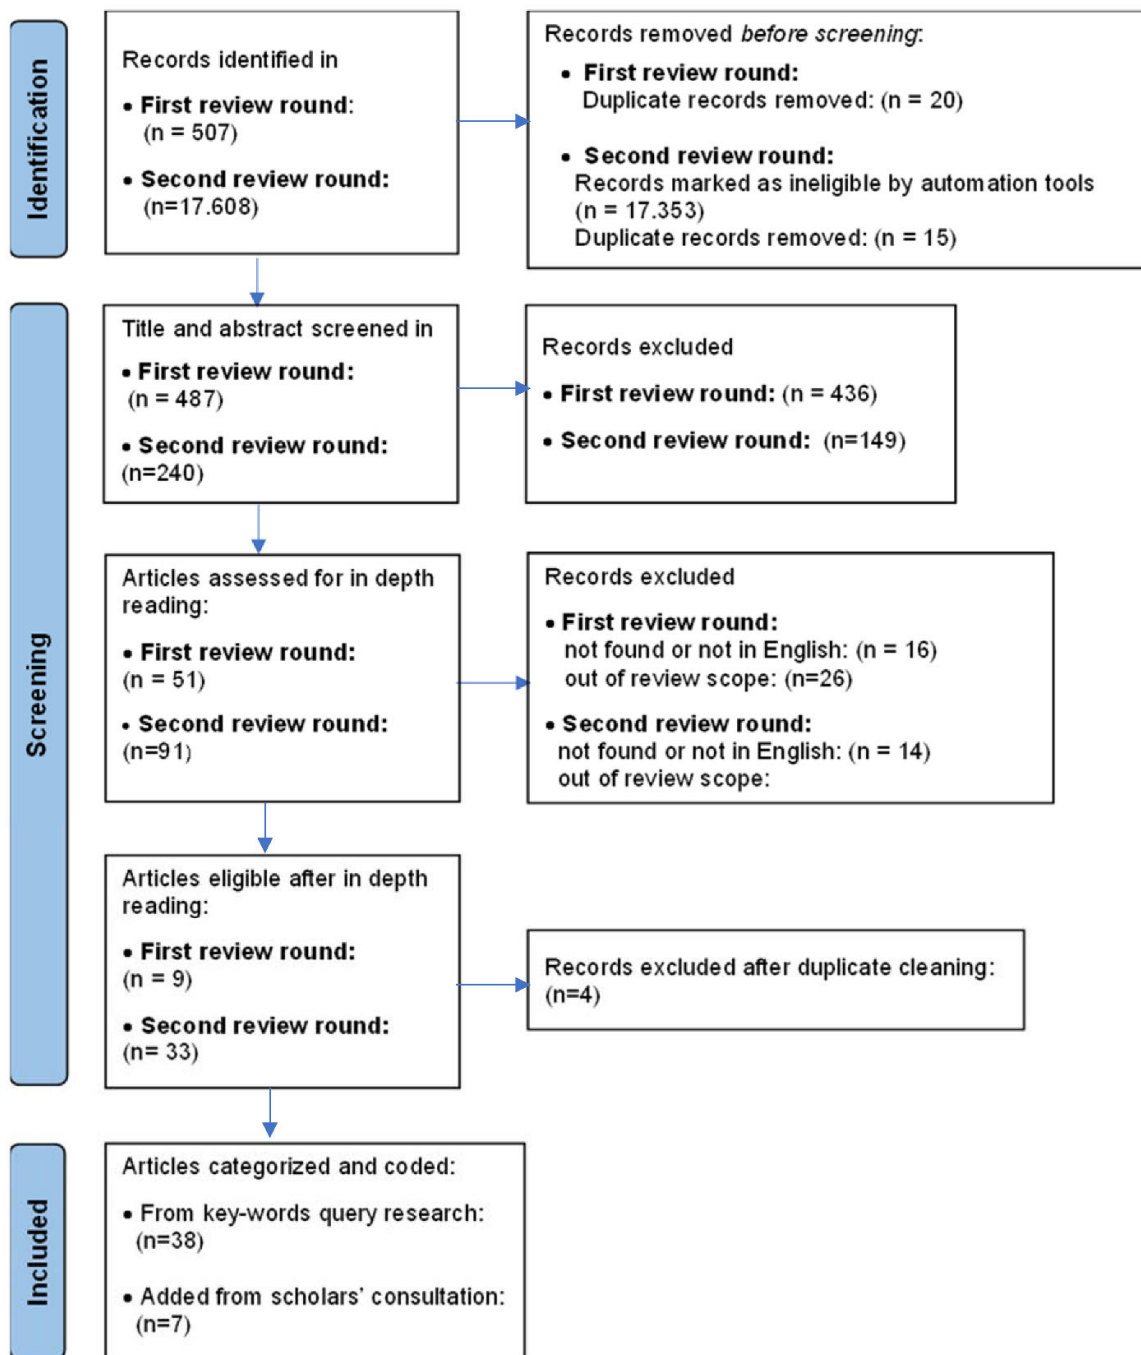 Identification
Records identified in
• First review round:
(n = 507)
• Second review round:
(n=17.608)
Records removed before screening:
• First review round:
Duplicate records removed: (n = 20)
• Second review round:
Records marked as ineligible by automation tools
(n = 17.353)
Duplicate records removed: (n = 15)
Screening
Title and abstract screened in
• First review round:
(n = 487)
• Second review round:
(n=240)
Records excluded
• First review round: (n = 436)
• Second review round: (n=149)
Articles assessed for in depth
reading:
• First review round:
(n = 51)
• Second review round:
(n=91)
Records excluded
• First review round:
not found or not in English: (n = 16)
out of review scope: (n=26)
• Second review round:
not found or not in English: (n = 14)
out of review scope:
Articles eligible after in depth
reading:
• First review round:
(n = 9)
• Second review round:
(n= 33)
Records excluded after duplicate cleaning:
(n=4)
Included
Articles categorized and coded:
• From key-words query research:
(n=38)
• Added from scholars' consultation:
(n=7)